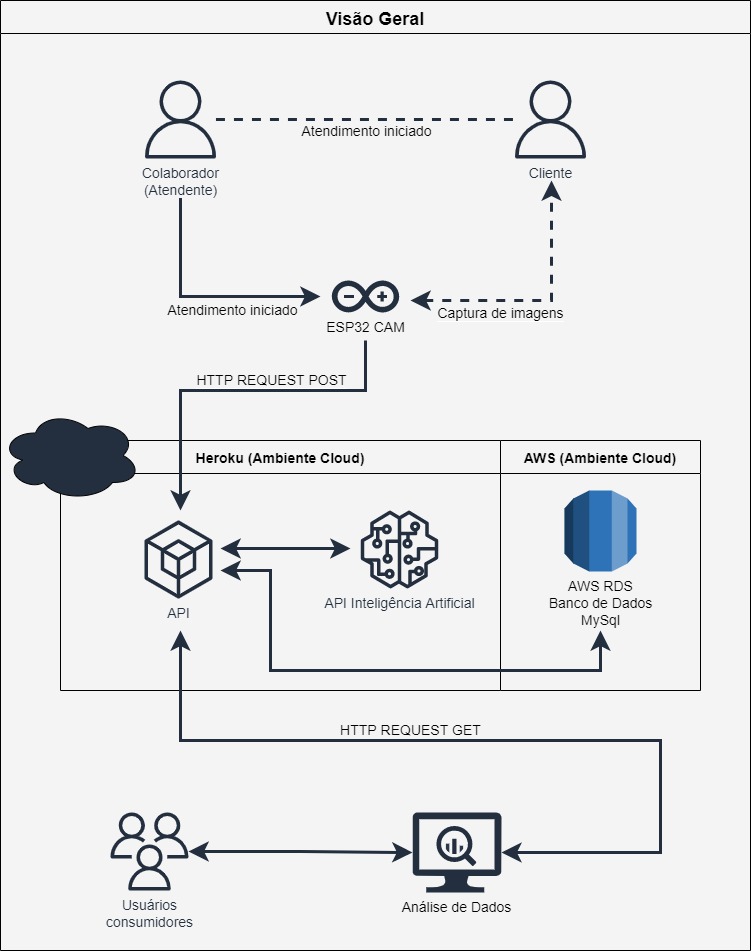 Visão Geral
Atendimento iniciado
Colaborador
(Atendente)
Cliente
Atendimento iniciado
Captura de imagens
ESP32 CAM
HTTP REQUEST POST
Heroku (Ambiente Cloud)
AWS (Ambiente Cloud)
API
API Inteligência Artificial
AWS RDS
Banco de Dados
MySql
HTTP REQUEST GET
Usuários
consumidores
Análise de Dados